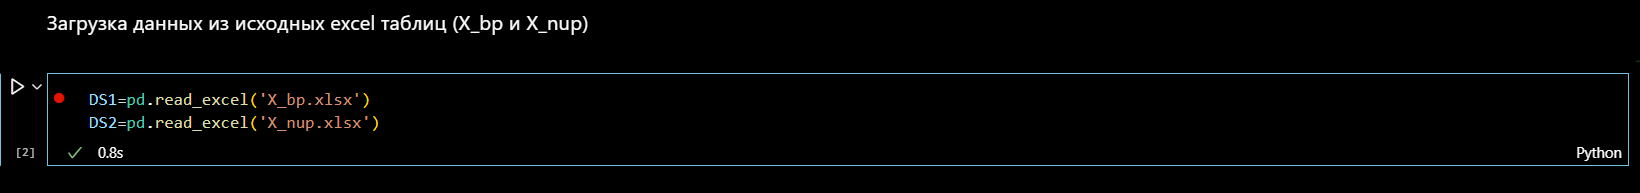 Загрузка данных из исходных excel таблиц (X_bp и X_nup)
DS1=pd.read_excel('X_bp.xlsx')
DS2=pd.read_excel('X_nup.xlsx')
[2] 0.8s Python